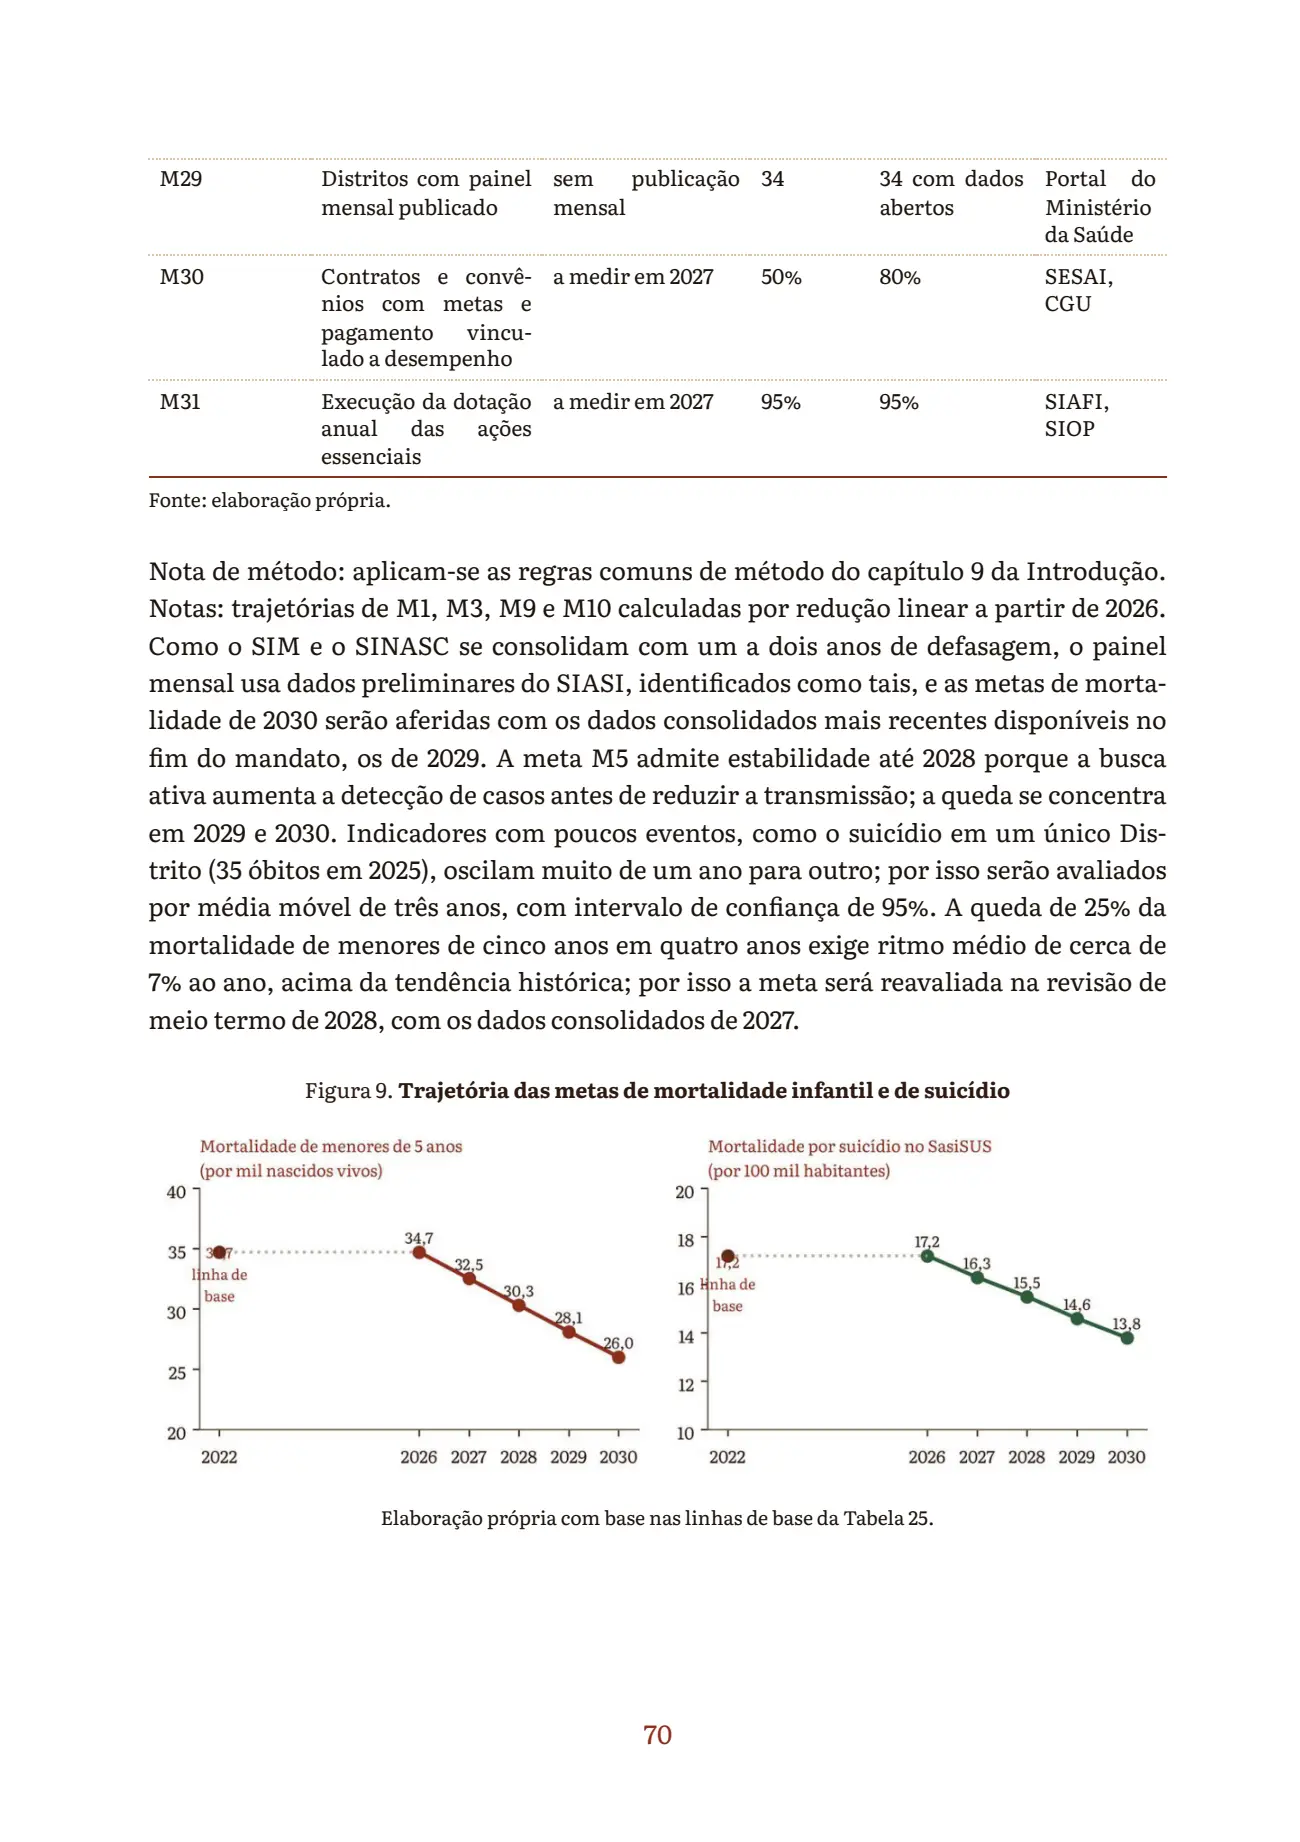 M29 Distritos com painel sem publicação 34 34 com dados Portal do
mensal publicado mensal abertos Ministério
da Saúde
M30 Contratos e convê- a medir em 2027 50% 80% SESAI,
nios com metas e CGU
pagamento vincu-
lado a desempenho
M31 Execução da dotação a medir em 2027 95% 95% SIAFI,
anual das ações SIOP
essenciais
Fonte: elaboração própria.
Nota de método: aplicam-se as regras comuns de método do capítulo 9 da Introdução.
Notas: trajetórias de M1, M3, M9 e M10 calculadas por redução linear a partir de 2026.
Como o SIM e o SINASC se consolidam com um a dois anos de defasagem, o painel
mensal usa dados preliminares do SIASI, identificados como tais, e as metas de morta-
lidade de 2030 serão aferidas com os dados consolidados mais recentes disponíveis no
fim do mandato, os de 2029. A meta M5 admite estabilidade até 2028 porque a busca
ativa aumenta a detecção de casos antes de reduzir a transmissão; a queda se concentra
em 2029 e 2030. Indicadores com poucos eventos, como o suicídio em um único Dis-
trito (35 óbitos em 2025), oscilam muito de um ano para outro; por isso serão avaliados
por média móvel de três anos, com intervalo de confiança de 95%. A queda de 25% da
mortalidade de menores de cinco anos em quatro anos exige ritmo médio de cerca de
7% ao ano, acima da tendência histórica; por isso a meta será reavaliada na revisão de
meio termo de 2028, com os dados consolidados de 2027.
Figura 9. Trajetória das metas de mortalidade infantil e de suicídio
Mortalidade de menores de 5 anos
(por mil nascidos vivos)
40
35
30
25
20
linha de
base
34,7
32,5
30,3
28,1
26,0
2022 2026 2027 2028 2029 2030
Mortalidade por suicídio no SasiSUS
(por 100 mil habitantes)
20
18
16
14
12
10
17,2
linha de
base
17,2
16,3
15,5
14,6
13,8
2022 2026 2027 2028 2029 2030
Elaboração própria com base nas linhas de base da Tabela 25.
70